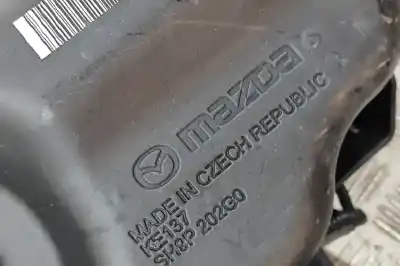 mazda
MADE IN CZECH REPUBLIC
KE137
SH8P 202G0